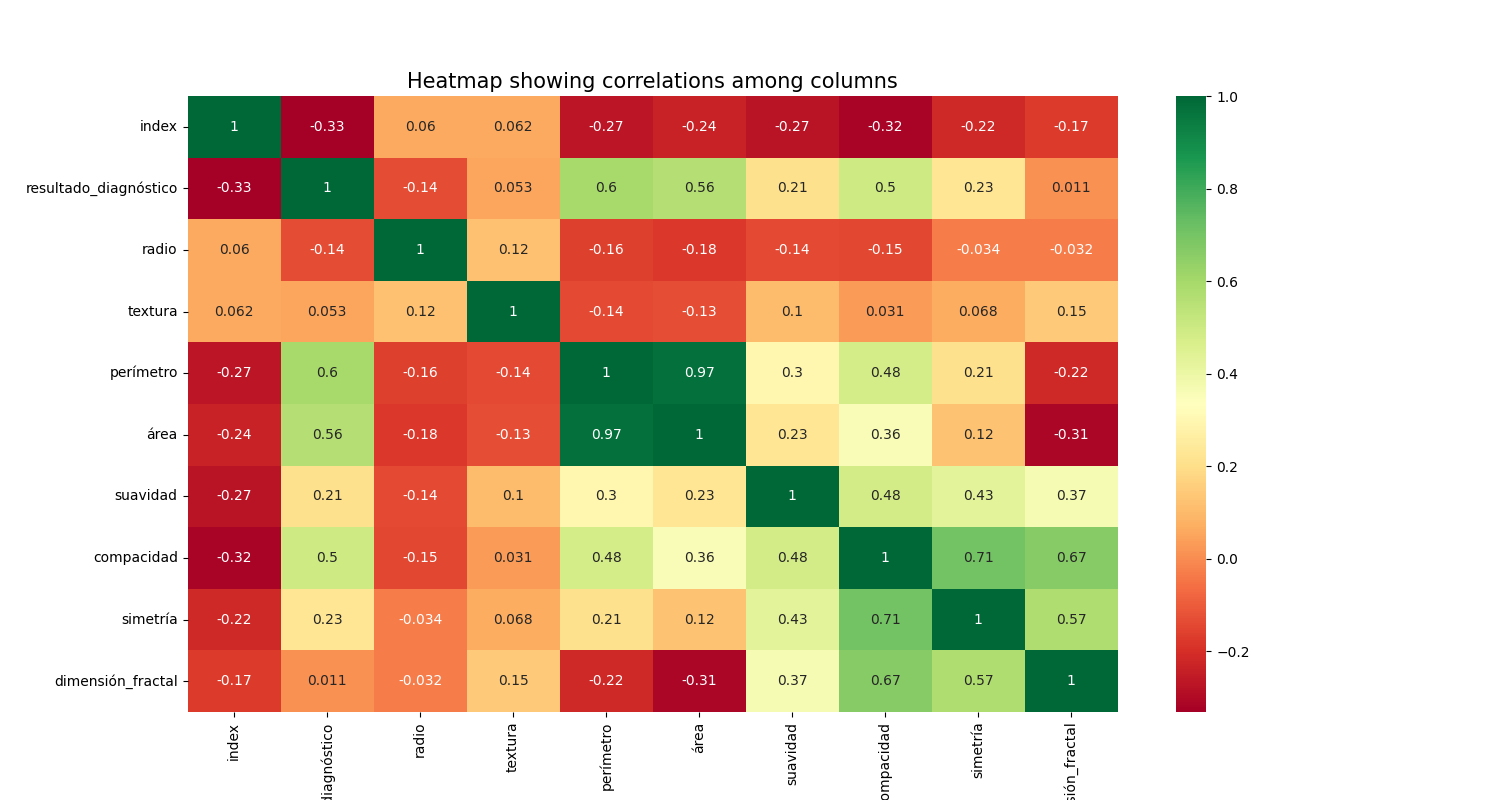 Heatmap showing correlations among columns
index 1 -0.33 0.06 0.062 -0.27 -0.24 -0.27 -0.32 -0.22 -0.17
resultado_diagnóstico -0.33 1 -0.14 0.053 0.6 0.56 0.21 0.5 0.23 0.011
radio 0.06 -0.14 1 0.12 -0.16 -0.18 -0.14 -0.15 -0.034 -0.032
textura 0.062 0.053 0.12 1 -0.14 -0.13 0.1 0.031 0.068 0.15
perímetro -0.27 0.6 -0.16 -0.14 1 0.97 0.3 0.48 0.21 -0.22
área -0.24 0.56 -0.18 -0.13 0.97 1 0.23 0.36 0.12 -0.31
suavidad -0.27 0.21 -0.14 0.1 0.3 0.23 1 0.48 0.43 0.37
compacidad -0.32 0.5 -0.15 0.031 0.48 0.36 0.48 1 0.71 0.67
simetría -0.22 0.23 -0.034 0.068 0.21 0.12 0.43 0.71 1 0.57
dimensión_fractal -0.17 0.011 -0.032 0.15 -0.22 -0.31 0.37 0.67 0.57 1
index
diagnóstico
radio
textura
perímetro
área
suavidad
ompacidad
simetría
sión_fractal
1.0
0.8
0.6
0.4
0.2
0.0
−0.2